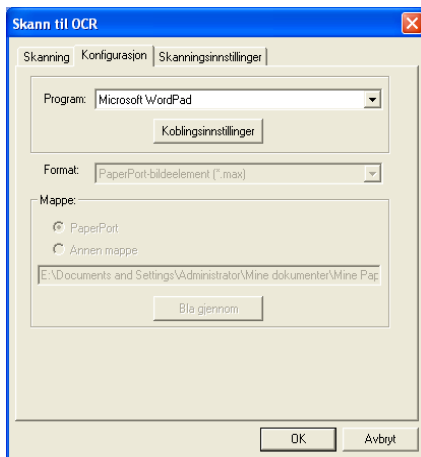 Skann til OCR
Skanning Konfigurasjon Skanningsinnstillinger
Program: Microsoft WordPad
Koblingsinnstillinger
Format: PaperPort-bildeelement (*.max)
Mappe:
PaperPort
Annen mappe
E:\Documents and Settings\Administrator\Mine dokumenter\Mine Pap
Bla gjennom
OK Avbryt